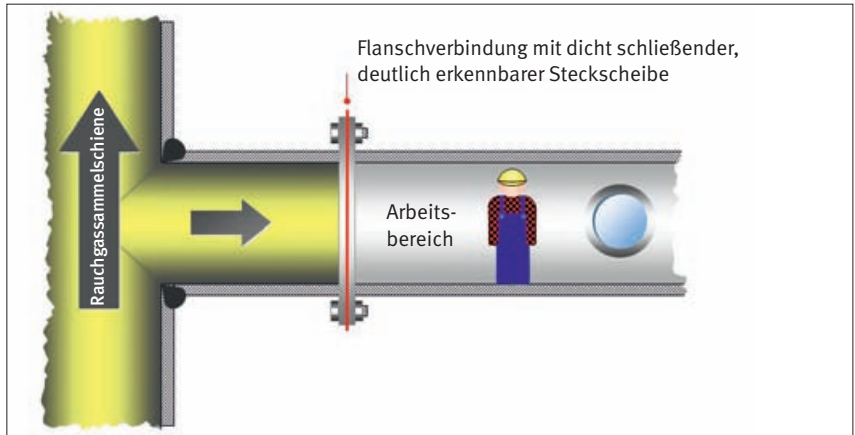 Flanschverbindung mit dicht schließender,
deutlich erkennbarer Steckscheibe
Rauchgassammelschiene
Arbeits-
bereich